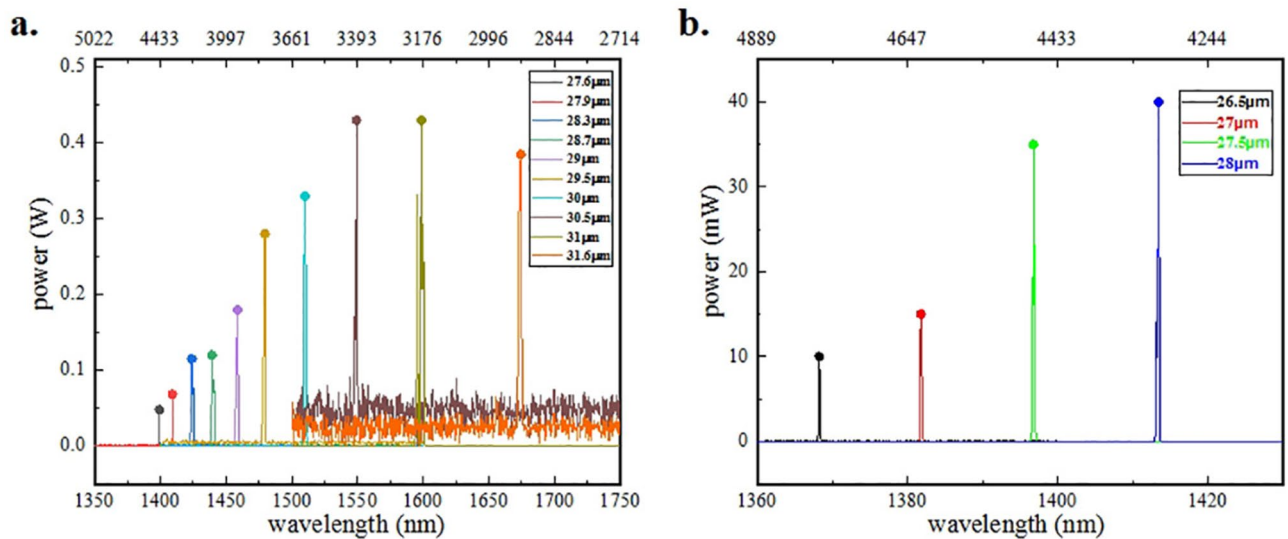 a.
5022 4433 3997 3661 3393 3176 2996 2844 2714
0.5
0.4
0.3
0.2
0.1
0.0
power (W)
27.6μm
27.9μm
28.3μm
28.7μm
29μm
29.5μm
30μm
30.5μm
31μm
31.6μm
1350 1400 1450 1500 1550 1600 1650 1700 1750
wavelength (nm)
b.
4889 4647 4433 4244
40
30
20
10
0
power (mW)
26.5μm
27μm
27.5μm
28μm
1360 1380 1400 1420
wavelength (nm)